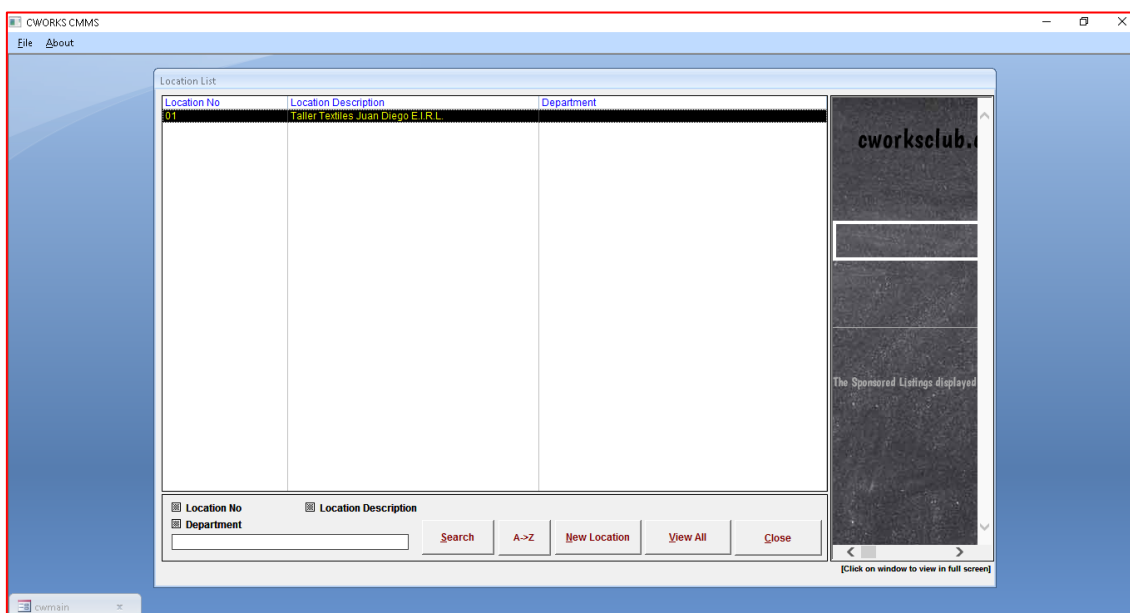 CWORKS CMMS
File About
Location List
Location No Location Description Department
01 Taller Textiles Juan Diego E.I.R.L.
cworksclub.
The Sponsored Listings displayed
Location No Location Description
Department
Search A->Z New Location View All Close
[Click on window to view in full screen]
cwmain